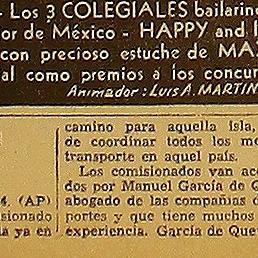 - Los 3 COLEGIALES bailarin
or de México - HAPPY and
con precioso estuche de MA
al como premios a los concur
Animador: Luis A. MARTIN
camino para aquella isla,
de coordinar todos los me
transporte en aquel país.
Los comisionados van ac
dos por Manuel García de Q
4. (AP)
abogado de las compañías d
isionado
portes y que tiene muchos
la ya en
experiencia. García de Que